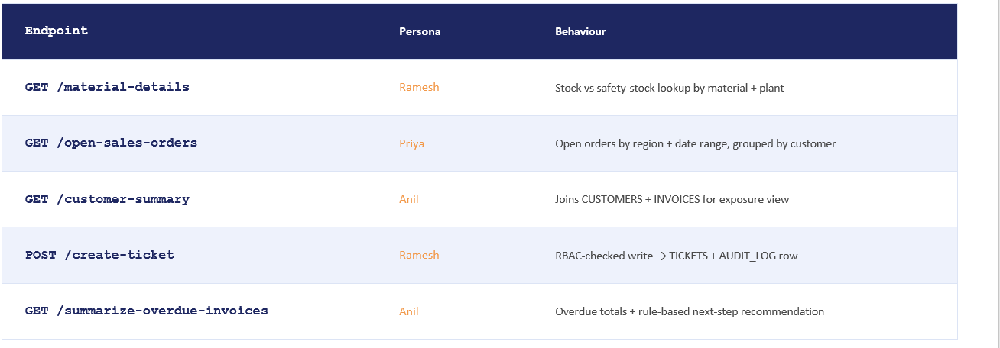 Endpoint Persona Behaviour
GET /material-details Ramesh Stock vs safety-stock lookup by material + plant
GET /open-sales-orders Priya Open orders by region + date range, grouped by customer
GET /customer-summary Anil Joins CUSTOMERS + INVOICES for exposure view
POST /create-ticket Ramesh RBAC-checked write → TICKETS + AUDIT_LOG row
GET /summarize-overdue-invoices Anil Overdue totals + rule-based next-step recommendation